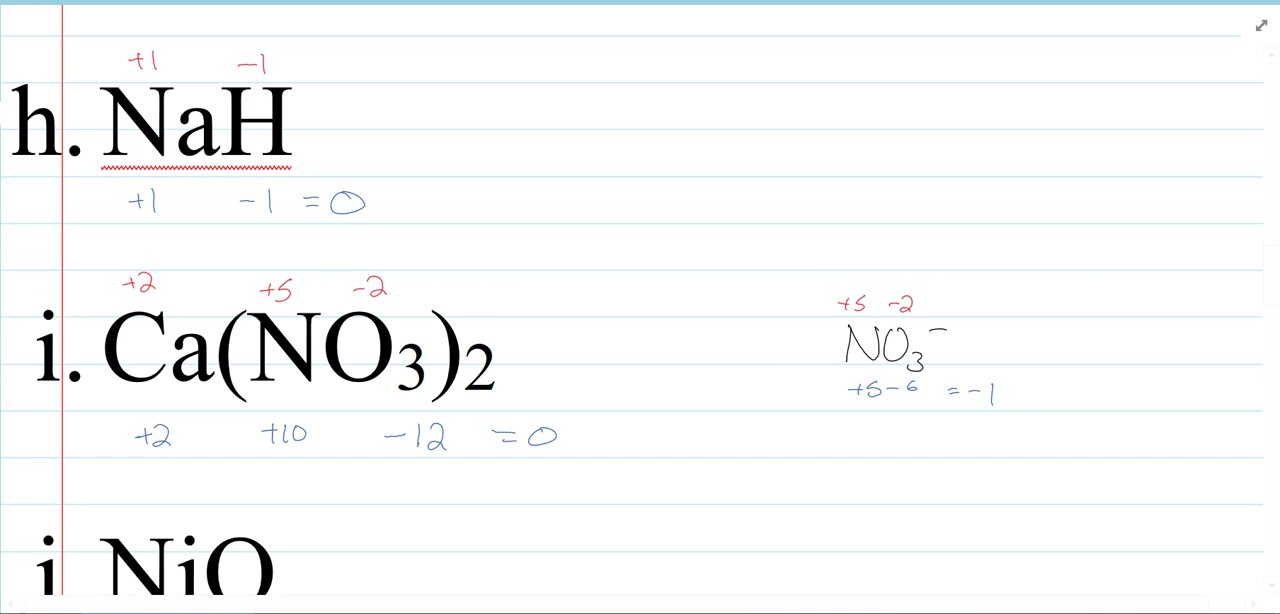 +1 -1
h. NaH
+1 -1 = 0
+2 +5 -2
i. Ca(NO3)2
+2 +10 -12 = 0
+5 -2
NO3-
+5 -6 = -1
j NiO